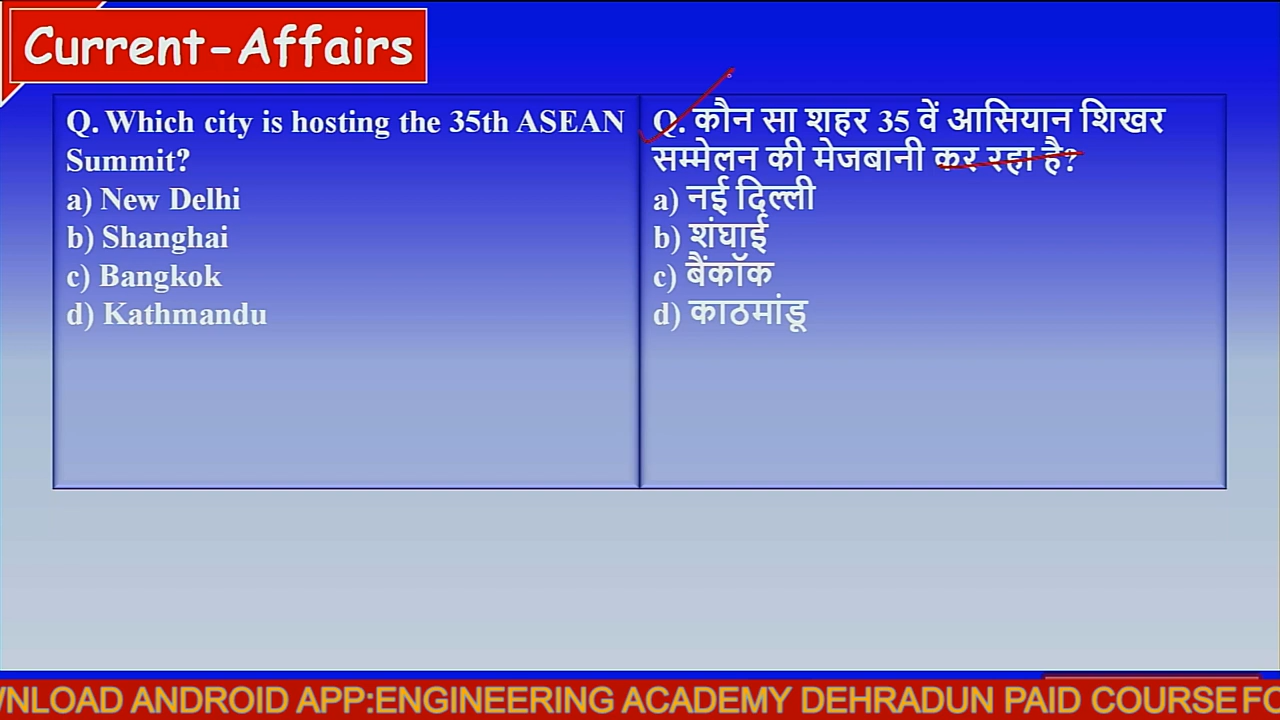 Current-Affairs
Q. Which city is hosting the 35th ASEAN
Summit?
a) New Delhi
b) Shanghai
c) Bangkok
d) Kathmandu
Q. कौन सा शहर 35 वें आसियान शिखर
सम्मेलन की मेजबानी कर रहा है?
a) नई दिल्ली
b) शंघाई
c) बैंकॉक
d) काठमांडू
WNLOAD ANDROID APP:ENGINEERING ACADEMY DEHRADUN PAID COURSE FO